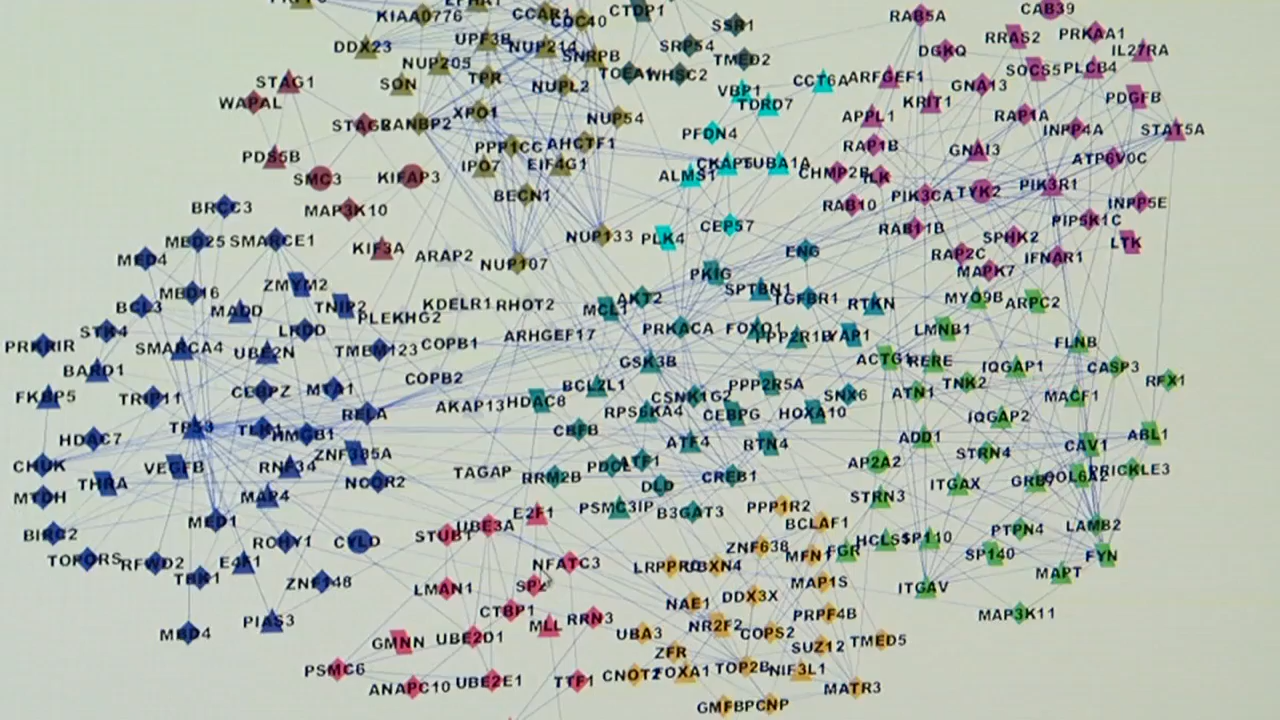 CTDP1
KIAA0776
CCAR1
CDC40
SSR1
RAB5A
CAB39
DDX23
UPF3B
NUP214
SNRPB
SRP54
TMED2
DGKQ
RRAS2
PRKAA1
IL27RA
NUP205
STAG1
SON
TPR
NUPL2
WHSC2
VBP1
CCT6A
ARFGEF1
GNA13
SOCS5
PLCB4
WAPAL
TDRD7
KRIT1
PDGFB
RANBP2
XPO1
NUP54
APPL1
RAP1A
INPP4A
STAT5A
PFDN4
PDS5B
PPP1CC
AHCTF1
RAP1B
GNAI3
ATP6V0C
IPO7
EIF4G1
ALMS1
TUBA1A
SMC3
KIFAP3
ILK
PIK3CA
TYK2
PIK3R1
BECN1
BRCC3
MAP3K10
RAB10
INPP5E
CEP57
RAB11B
PIP5K1C
MED25
SMARCE1
KIF3A
ARAP2
NUP133
PLK4
SPHK2
LTK
MED4
NUP107
ENG
RAP2C
IFNAR1
PKIG
MAPK7
MED16
ZMYM2
SPTBN1
TGFBR1
RTKN
MYO9B
ARPC2
BCL3
MADD
TNIP2
PLEKHG2
KDELR1
RHOT2
MCL1
AKT2
STK4
LRDD
ARHGEF17
PRKACA
FOXO1
YAP1
LMNB1
FLNB
PRKRIR
SMARCA4
UBE2N
TMBM123
COPB1
GSK3B
ACTG1
RERE
IQGAP1
CASP3
BARD1
COPB2
BCL2L1
PPP2R5A
TNK2
RFX1
FKBP5
TRIP11
CEBPZ
MTA1
AKAP13
HDAC8
CSNK1G2
SNX6
ATN1
MACF1
RELA
RPS6KA4
CEBPG
HOXA10
IQGAP2
TP53
HMGB1
CBFB
HDAC7
ATF4
RTN4
ADD1
CAV1
ABL1
ZNF385A
STRN4
CHUK
VEGFB
RNF34
TAGAP
RRM2B
ATF1
CREB1
AP2A2
PRICKLE3
THRA
NCOR2
DLD
ITGAX
COL6A2
MTDH
MAP4
STRN3
PSMC3IP
B3GAT3
PPP1R2
E2F1
BIRC2
MED1
UBE3A
BCLAF1
LAMB2
STUB1
RCHY1
CYLD
HCLS1
SP110
PTPN4
ZNF638
MFN1
FGR
SP140
FYN
TOPORS
RFWD2
E4F1
NFATC3
TBK1
ZNF148
LMAN1
MAP1S
ITGAV
MAPT
NAE1
DDX3X
CTBP1
RRN3
PRPF4B
MAP3K11
MBD4
PIAS3
MLL
NR2F2
COPS2
GMNN
UBE2D1
UBA3
SUZ12
TMED5
ZFR
PSMC6
TOP2B
NIF3L1
ANAPC10
UBE2E1
TTF1
CNOT2
FOXA1
MATR3
GMFB
PCNP